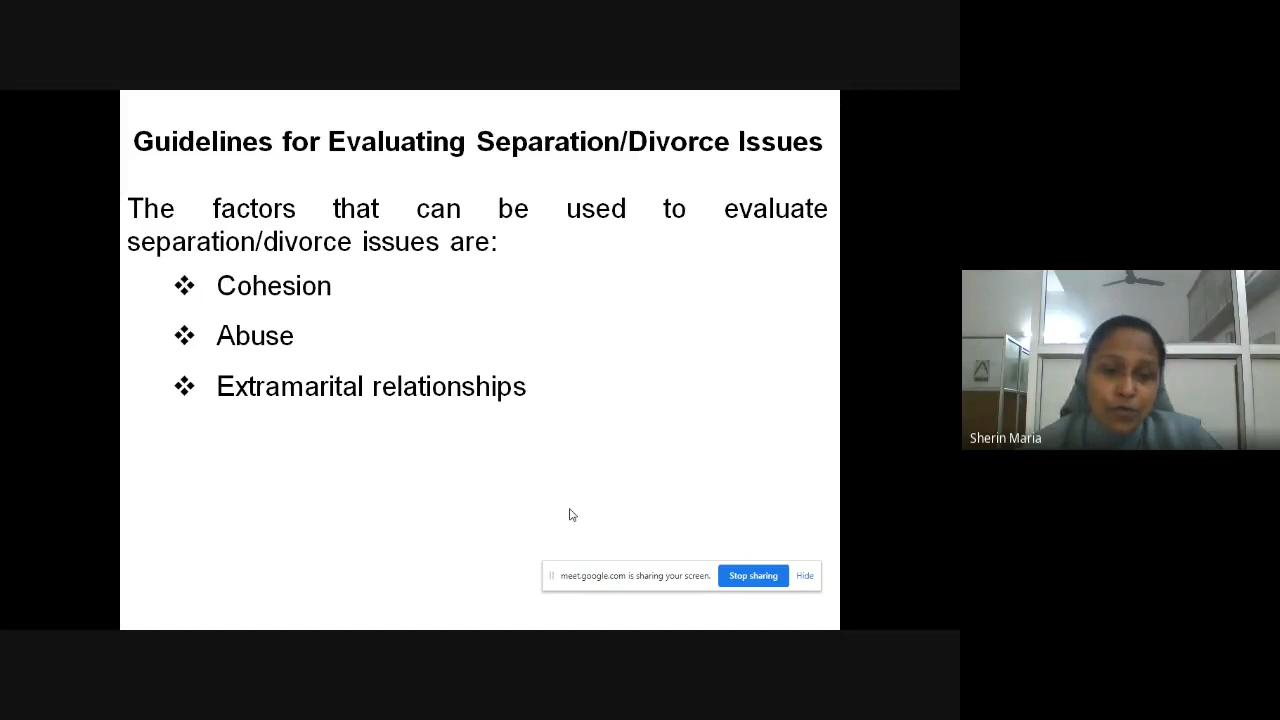 Guidelines for Evaluating Separation/Divorce Issues
The factors that can be used to evaluate
separation/divorce issues are:
❖ Cohesion
❖ Abuse
❖ Extramarital relationships
meet.google.com is sharing your screen. Stop sharing Hide
Sherin Maria